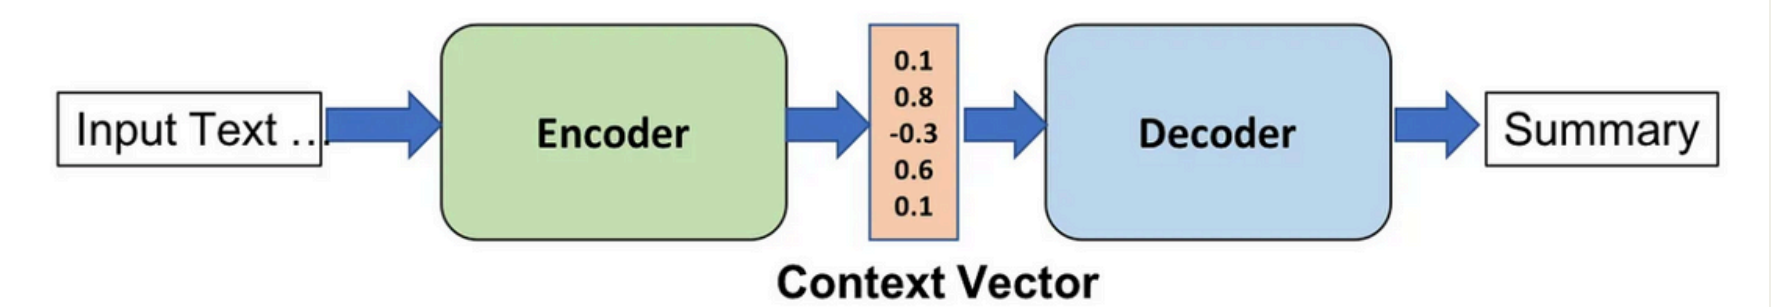 Input Text ...
Encoder
0.1
0.8
-0.3
0.6
0.1
Decoder
Summary
Context Vector